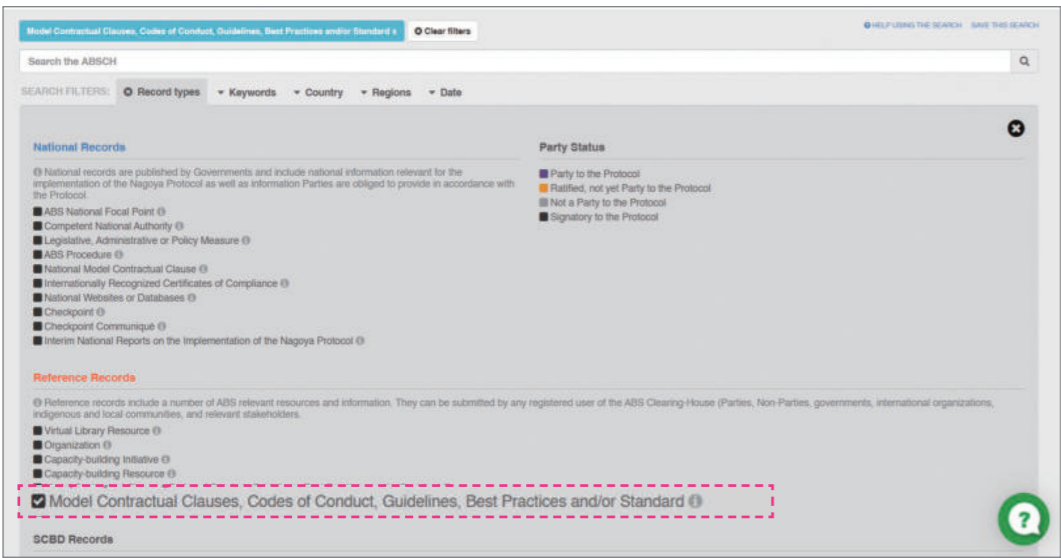 Model Contractual Clauses, Codes of Conduct, Guidelines, Best Practices and/or Standard s
Clear filters
HELP USING THE SEARCH SAVE THIS SEARCH
Search the ABSCH
SEARCH FILTERS: Record types Keywords Country Regions Date
National Records
National records are published by Governments and include national information relevant for the
implementation of the Nagoya Protocol as well as information Parties are obliged to provide in accordance with
the Protocol.
ABS National Focal Point
Competent National Authority
Legislative, Administrative or Policy Measure
ABS Procedure
National Model Contractual Clause
Internationally Recognized Certificates of Compliance
National Websites or Databases
Checkpoint
Checkpoint Communiqué
Interim National Reports on the Implementation of the Nagoya Protocol
Party Status
Party to the Protocol
Ratified, not yet Party to the Protocol
Not a Party to the Protocol
Signatory to the Protocol
Reference Records
Reference records include a number of ABS relevant resources and information. They can be submitted by any registered user of the ABS Clearing-House (Parties, Non-Parties, governments, international organizations,
indigenous and local communities, and relevant stakeholders.
Virtual Library Resource
Organization
Capacity-building Initiative
Capacity-building Resource
Model Contractual Clauses, Codes of Conduct, Guidelines, Best Practices and/or Standard
SCBD Records